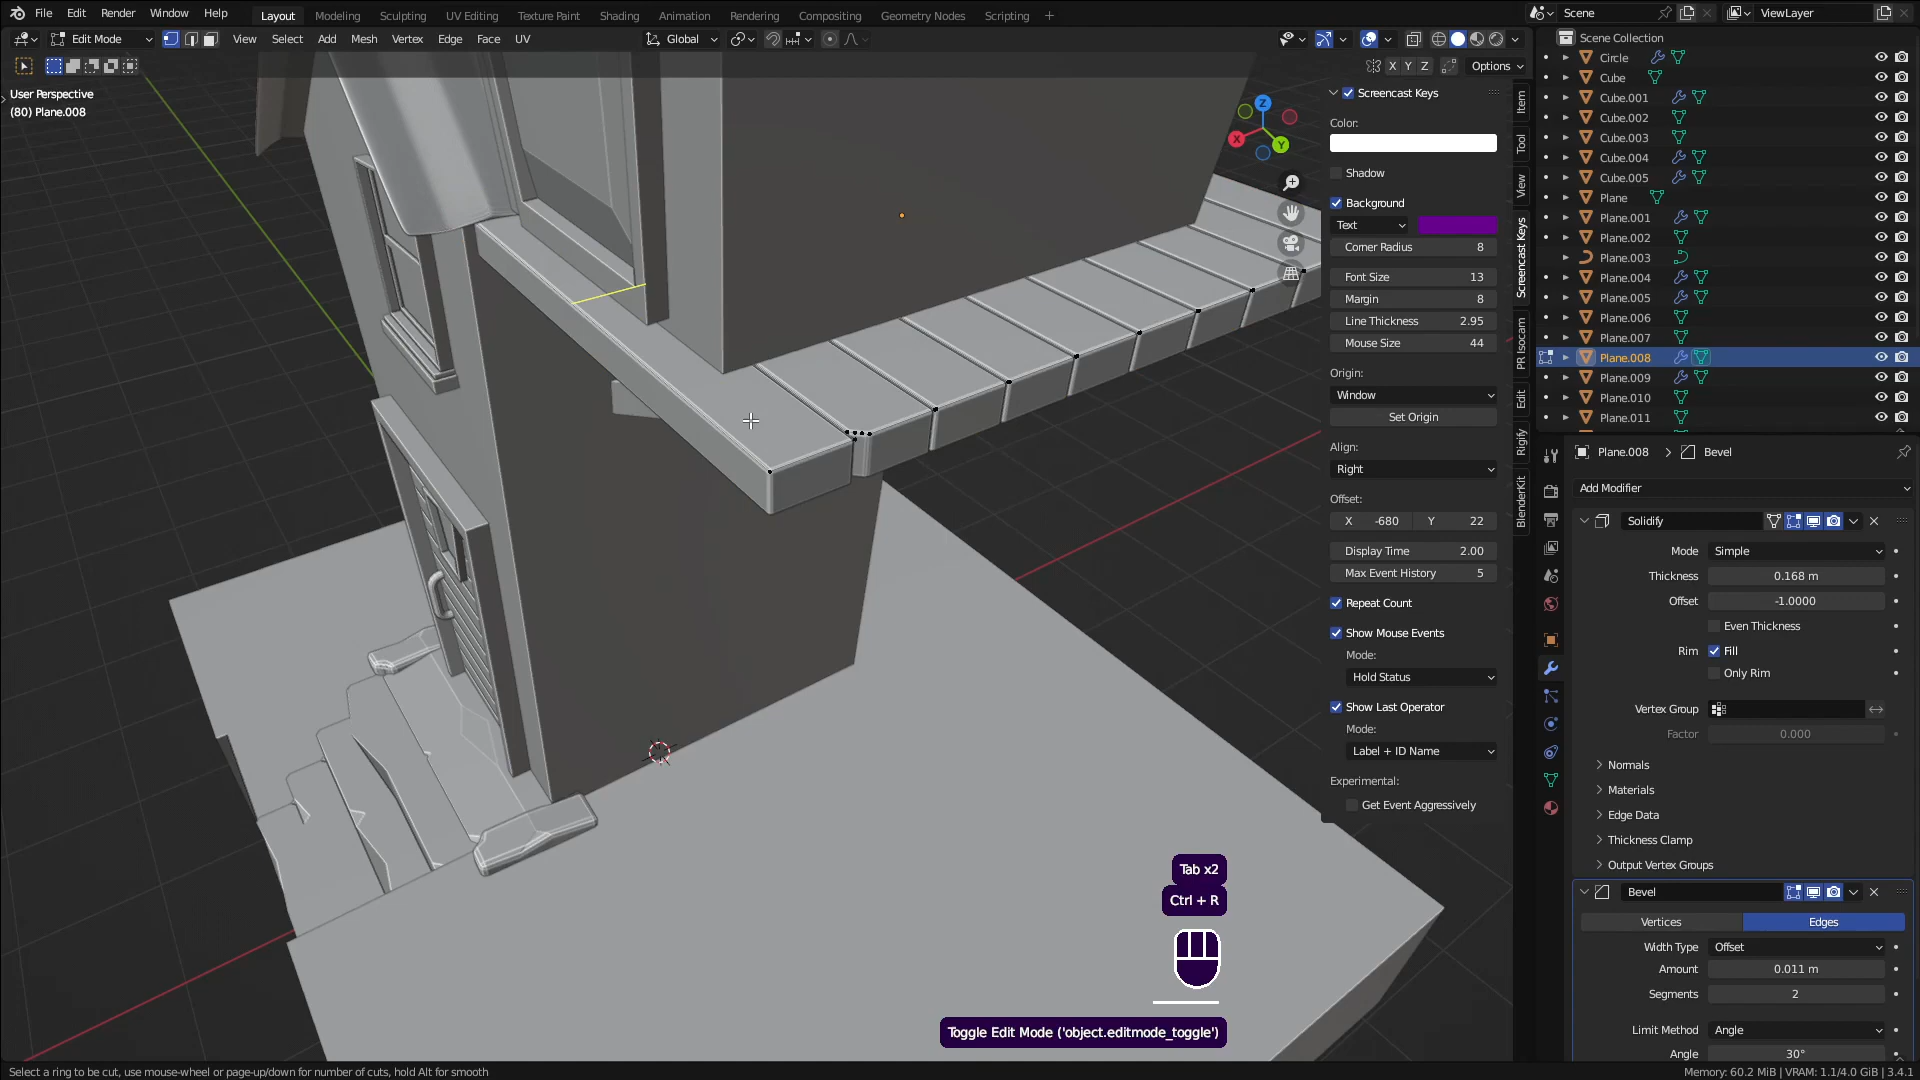 File Edit Render Window Help Layout Modeling Sculpting UV Editing Texture Paint Shading Animation Rendering Compositing Geometry Nodes Scripting Scene ViewLayer
Edit Mode View Select Add Mesh Vertex Edge Face UV Global
X Y Z Options
User Perspective
(80) Plane.008
Z
X
Y
Screencast Keys
Color:
Shadow
Background
Text
Corner Radius 8
Font Size 13
Margin 8
Line Thickness 2.95
Mouse Size 44
Origin:
Window
Set Origin
Align:
Right
Offset:
X -680 Y 22
Display Time 2.00
Max Event History 5
Repeat Count
Show Mouse Events
Mode:
Hold Status
Show Last Operator
Mode:
Label + ID Name
Experimental:
Get Event Aggressively
Item
Tool
View
Screencast Keys
PR Isocam
Edit
Rigify
BlenderKit
Scene Collection
Circle
Cube
Cube.001
Cube.002
Cube.003
Cube.004
Cube.005
Plane
Plane.001
Plane.002
Plane.003
Plane.004
Plane.005
Plane.006
Plane.007
Plane.008
Plane.009
Plane.010
Plane.011
Plane.008 > Bevel
Add Modifier
Solidify
Mode Simple
Thickness 0.168 m
Offset -1.0000
Even Thickness
Rim Fill
Only Rim
Vertex Group
Factor 0.000
Normals
Materials
Edge Data
Thickness Clamp
Output Vertex Groups
Bevel
Vertices Edges
Width Type Offset
Amount 0.011 m
Segments 2
Limit Method Angle
Angle 30°
Tab x2
Ctrl + R
Toggle Edit Mode ('object.editmode_toggle')
Select a ring to be cut, use mouse-wheel or page-up/down for number of cuts, hold Alt for smooth
Memory: 60.2 MiB | VRAM: 1.1/4.0 GiB | 3.4.1